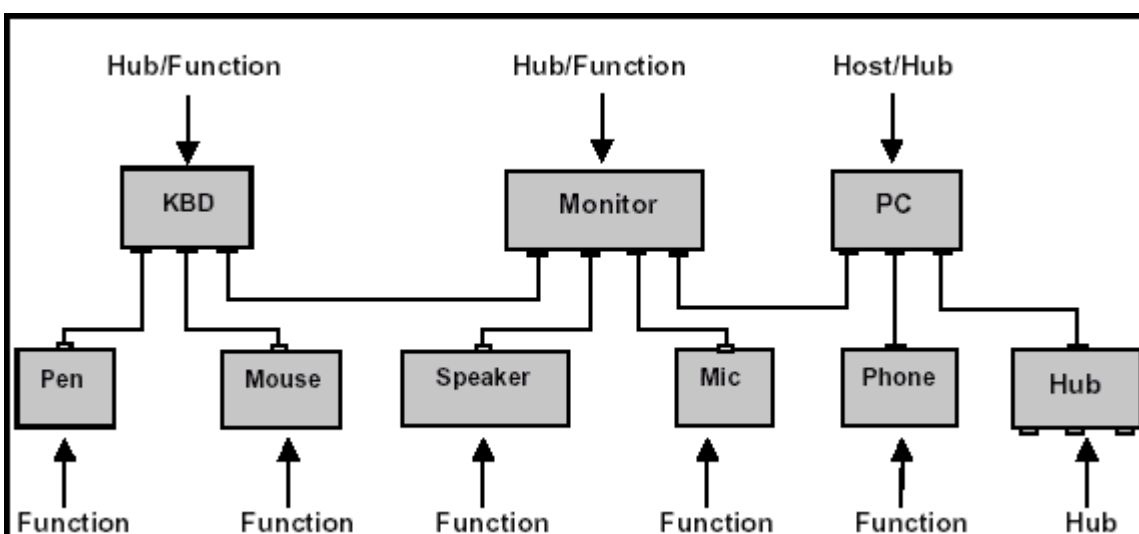 Hub/Function Hub/Function Host/Hub
KBD Monitor PC
Pen Mouse Speaker Mic Phone Hub
Function Function Function Function Function Hub